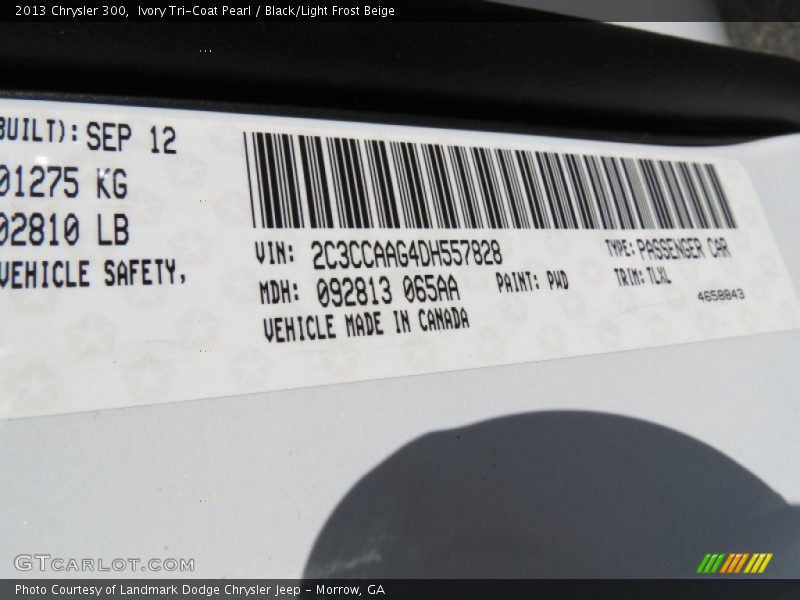 2013 Chrysler 300, Ivory Tri-Coat Pearl / Black/Light Frost Beige
BUILT): SEP 12
01275 KG
02810 LB
VEHICLE SAFETY,
VIN: 2C3CCAAG4DH557828
TYPE: PASSENGER CAR
MDH: 092813 065AA
PAINT: PWD
TRIM: TLXL
4658843
VEHICLE MADE IN CANADA
GTCARLOT.COM
Photo Courtesy of Landmark Dodge Chrysler Jeep - Morrow, GA